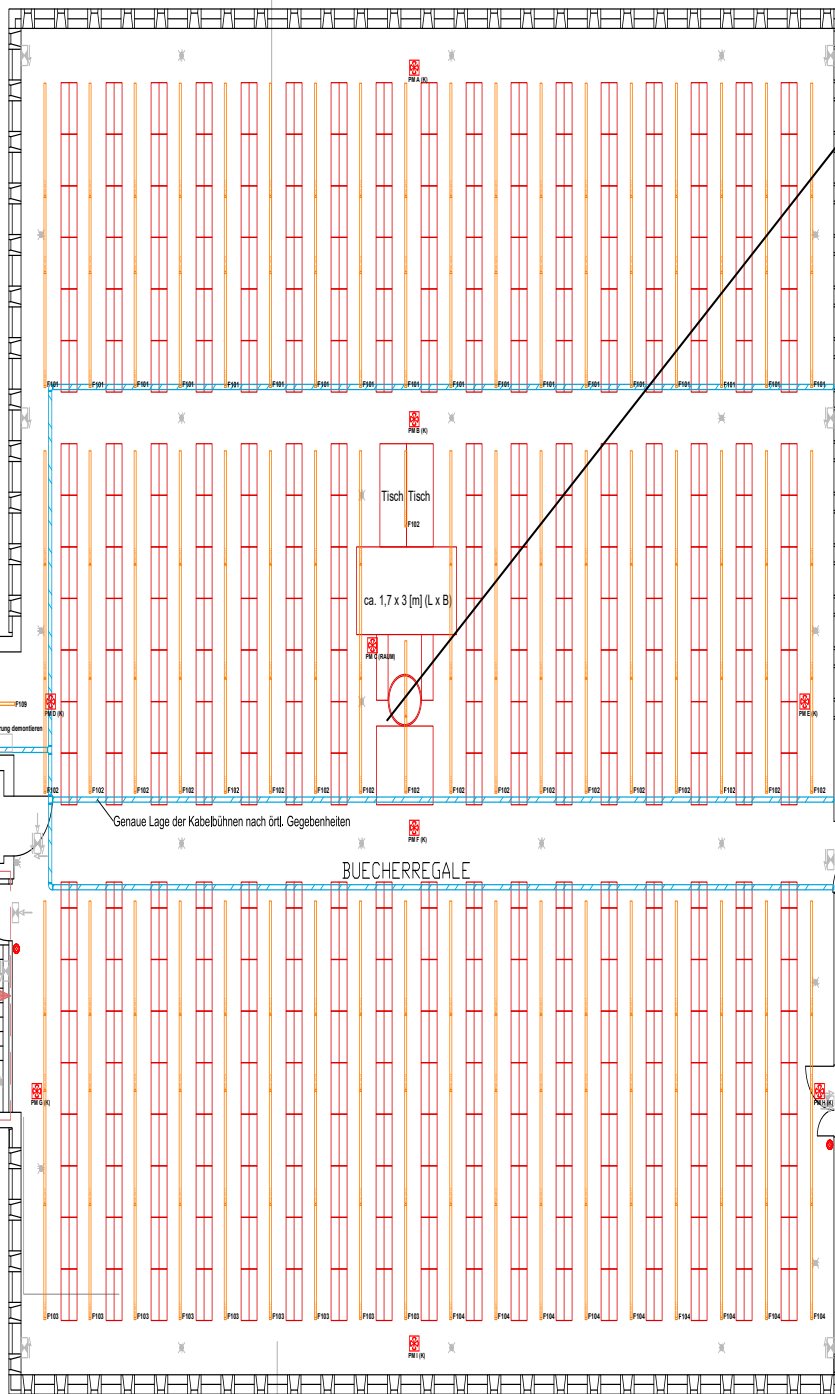 PM A (K)
F101 F101 F101 F101 F101 F101 F101 F101 F101 F101 F101 F101 F101 F101 F101 F101 F101 F101
PM B (K)
Tisch Tisch
F102
ca. 1,7 x 3 [m] (L x B)
PM C (RAUM)
F109
PM D (K)
PM E (K)
rung demontieren
F102 F102 F102 F102 F102 F102 F102 F102 F102 F102 F102 F102 F102 F102 F102 F102 F102
Genaue Lage der Kabelbühnen nach örtl. Gegebenheiten
PM F (K)
BUECHERREGALE
PM G (K)
PM H (K)
F103 F103 F103 F103 F103 F103 F103 F103 F104 F104 F104 F104 F104 F104 F104 F104 F104 F104
PM I (K)